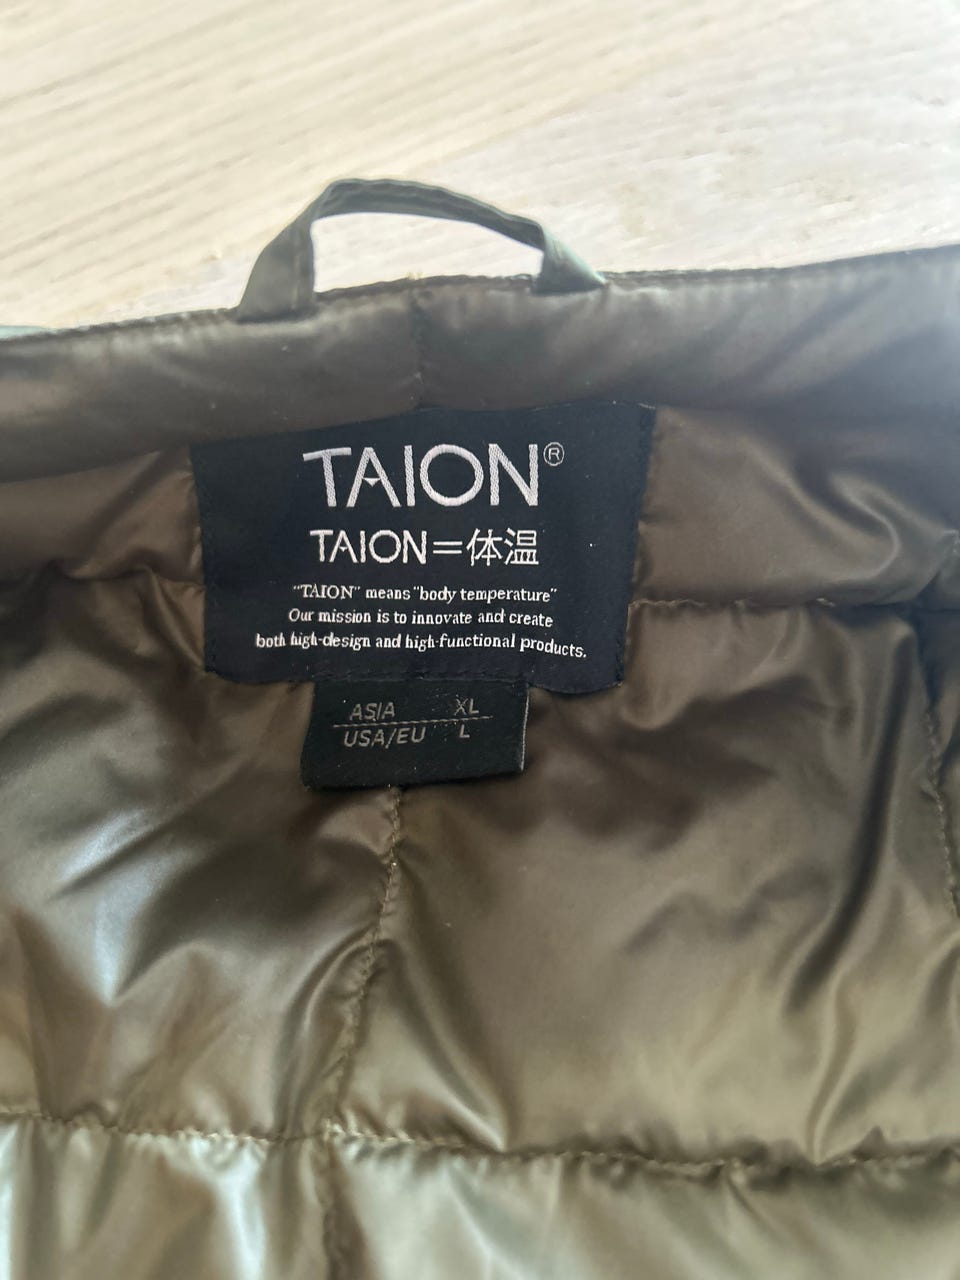 TAION®
TAION=体温
"TAION" means "body temperature"
Our mission is to innovate and create
both high-design and high-functional products.
ASIA XL
USA/EU L